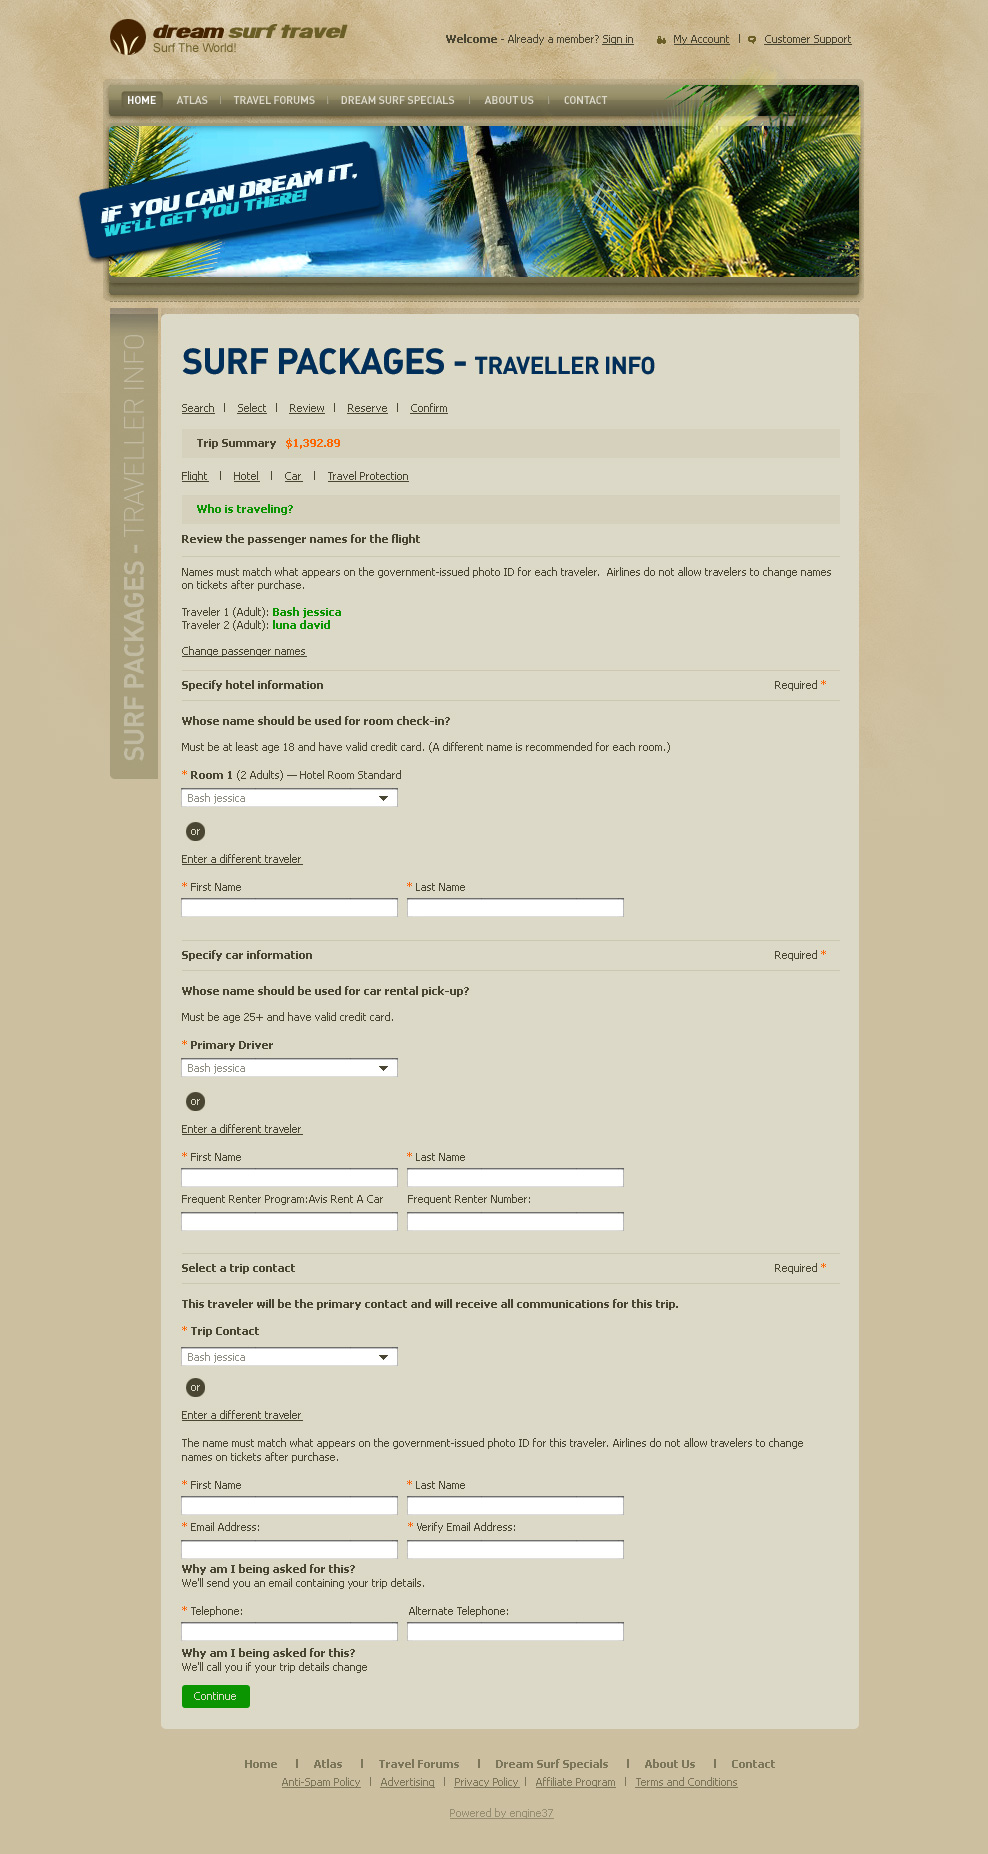 dream surf travel
Surf The World!
Welcome - Already a member? Sign in
My Account | Customer Support
HOME ATLAS | TRAVEL FORUMS | DREAM SURF SPECIALS | ABOUT US | CONTACT
IF YOU CAN DREAM IT,
WE'LL GET YOU THERE!
SURF PACKAGES - TRAVELLER INFO
SURF PACKAGES - TRAVELLER INFO
Search | Select | Review | Reserve | Confirm
Trip Summary $1,392.89
Flight | Hotel | Car | Travel Protection
Who is traveling?
Review the passenger names for the flight
Names must match what appears on the government-issued photo ID for each traveler. Airlines do not allow travelers to change names
on tickets after purchase.
Traveler 1 (Adult): Bash jessica
Traveler 2 (Adult): luna david
Change passenger names
Specify hotel information Required *
Whose name should be used for room check-in?
Must be at least age 18 and have valid credit card. (A different name is recommended for each room.)
* Room 1 (2 Adults) — Hotel Room Standard
Bash jessica
or
Enter a different traveler
* First Name * Last Name
Specify car information Required *
Whose name should be used for car rental pick-up?
Must be age 25+ and have valid credit card.
* Primary Driver
Bash jessica
or
Enter a different traveler
* First Name * Last Name
Frequent Renter Program:Avis Rent A Car Frequent Renter Number:
Select a trip contact Required *
This traveler will be the primary contact and will receive all communications for this trip.
* Trip Contact
Bash jessica
or
Enter a different traveler
The name must match what appears on the government-issued photo ID for this traveler. Airlines do not allow travelers to change
names on tickets after purchase.
* First Name * Last Name
* Email Address: * Verify Email Address:
Why am I being asked for this?
We'll send you an email containing your trip details.
* Telephone: Alternate Telephone:
Why am I being asked for this?
We'll call you if your trip details change
Continue
Home | Atlas | Travel Forums | Dream Surf Specials | About Us | Contact
Anti-Spam Policy | Advertising | Privacy Policy | Affiliate Program | Terms and Conditions
Powered by engine37